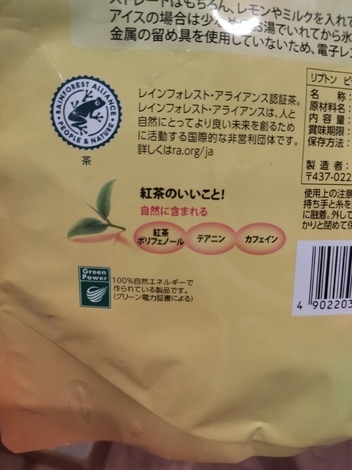 ストレートはもちろん、レモンやミルクを入れて
金属の留め具を使用していないため、電子レ
RAINFOREST ALLIANCE
PEOPLE & NATURE
茶
レインフォレスト・アライアンス認証茶。
レインフォレスト・アライアンスは、人と
自然にとってより良い未来を創るため
に活動する国際的な非営利団体です。
詳しくはra.org/ja
リプトン
名 称:
原材料名:
内 容 量:
賞味期限:
保存方法:
製 造 者:
〒437-022
紅茶のいいこと!
自然に含まれる
紅茶
ポリフェノール
テアニン
カフェイン
使用上の注意
持ち手と糸を
に融着。外し
かりと閉めて
Green
Power
100%自然エネルギーで
作られている製品です。
(グリーン電力証書による)
4 902203